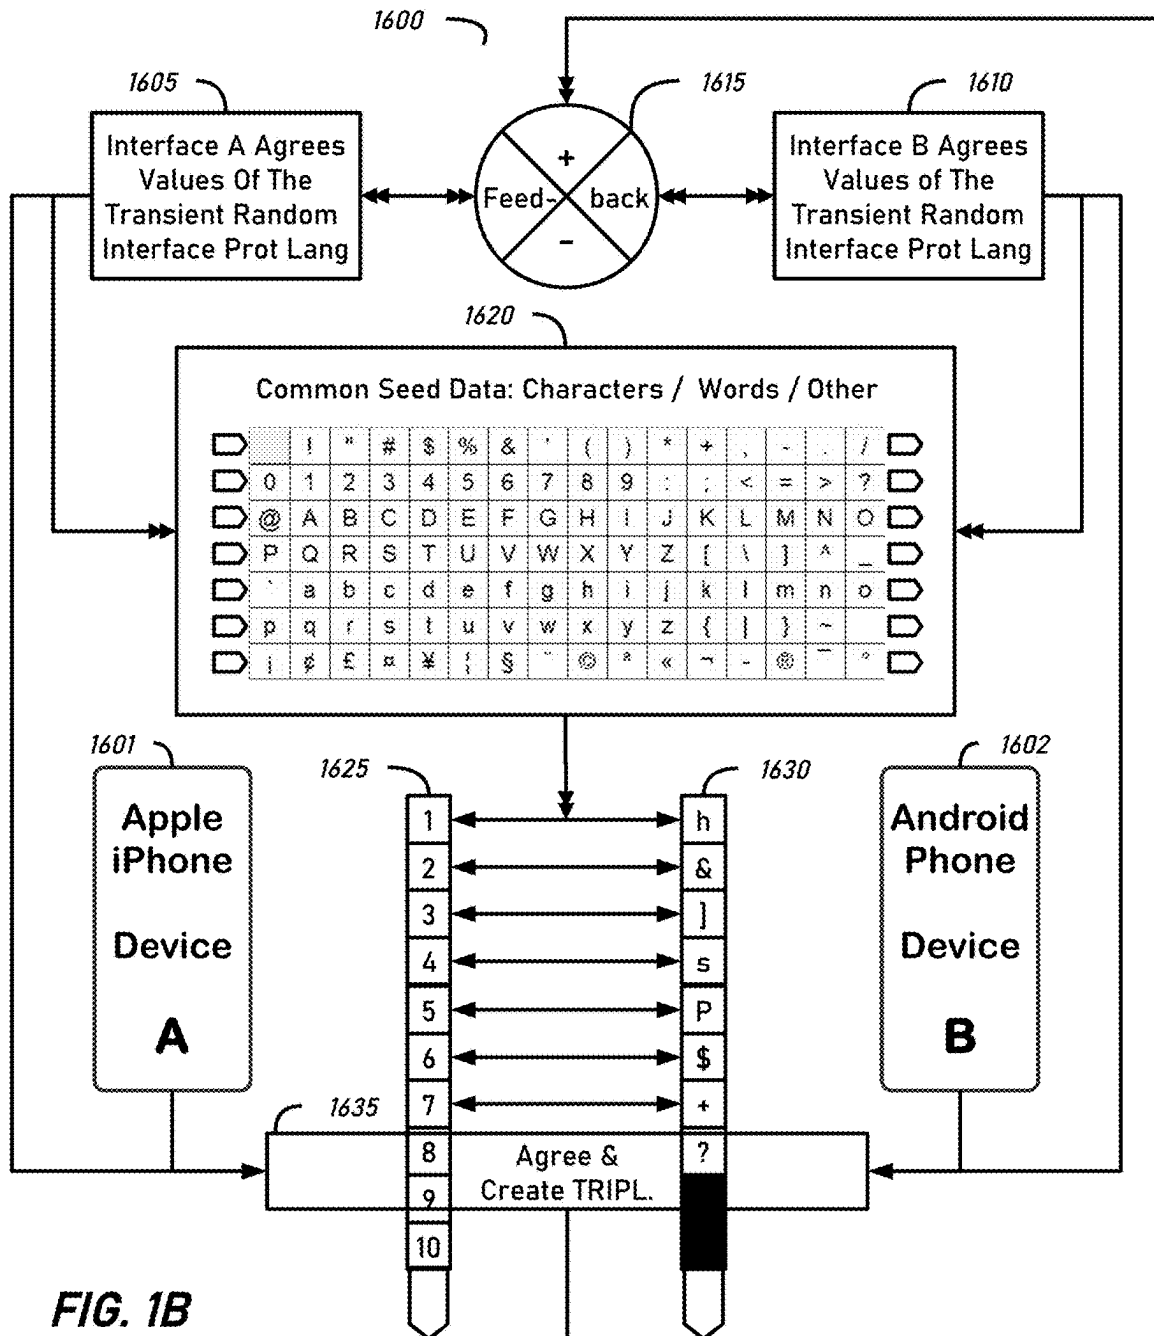 1600
1605
1615
1610
Interface A Agrees
Values Of The
Transient Random
Interface Prot Lang
+
Feed- back
-
Interface B Agrees
Values of The
Transient Random
Interface Prot Lang
1620
Common Seed Data: Characters / Words / Other
! " # $ % & ' ( ) * + , - . /
0 1 2 3 4 5 6 7 8 9 : ; < = > ?
@ A B C D E F G H I J K L M N O
P Q R S T U V W X Y Z [ \ ] ^ _
` a b c d e f g h i j k l m n o
p q r s t u v w x y z { | } ~
¡ ¢ £ ¤ ¥ ¦ § ¨ © ª « ¬ - ® ¯ °
1601
Apple
iPhone
Device
A
1625
1630
1602
Android
Phone
Device
B
1 h
2 &
3 ]
4 s
5 P
6 $
7 +
1635
8 ?
9
10
Agree &
Create TRIPL.
FIG. 1B